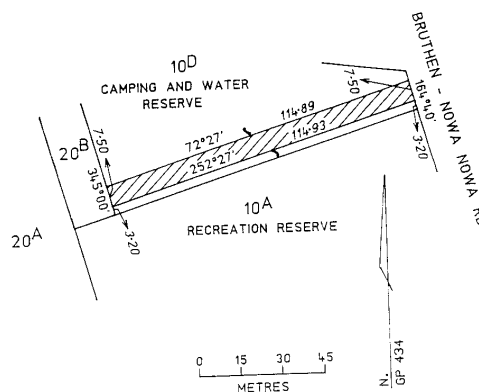 10D
CAMPING AND WATER
RESERVE
BRUTHEN - NOWA NOWA
7·50
114·89
72°27'
164°40'
7·50
20B
114·93
252°27'
3·20
345°00'
10A
RECREATION RESERVE
3·20
20A
0 15 30 45
METRES
N.
GP 434